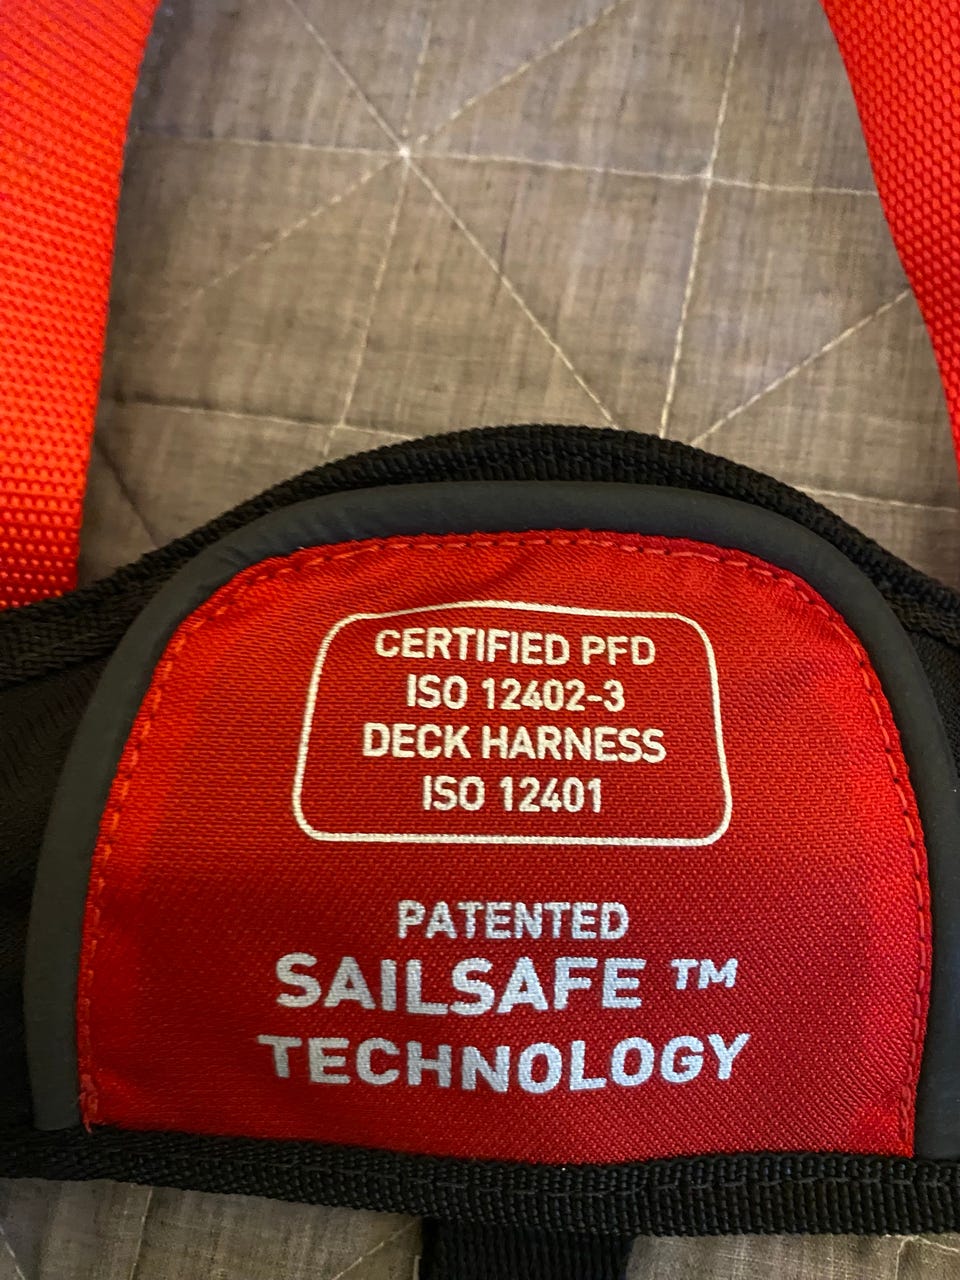 CERTIFIED PFD
ISO 12402-3
DECK HARNESS
ISO 12401
PATENTED
SAILSAFE ™
TECHNOLOGY